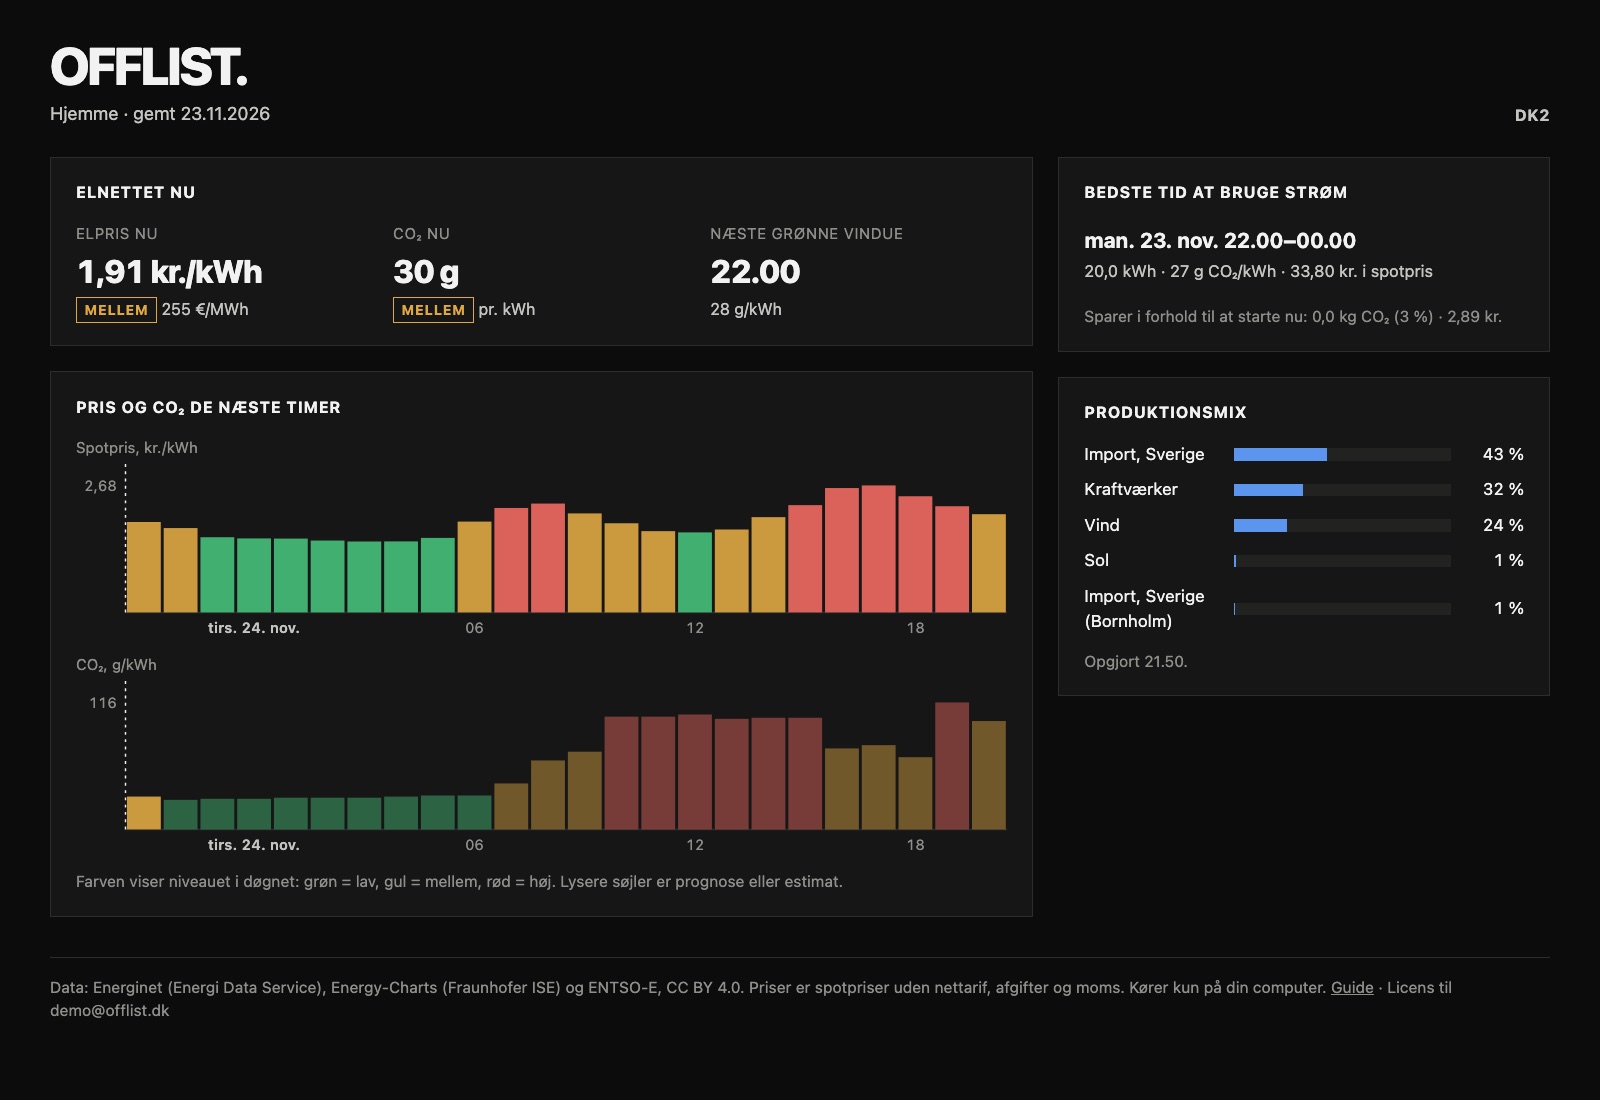 OFFLIST.
Hjemme · gemt 23.11.2026
DK2
ELNETTET NU
ELPRIS NU
1,91 kr./kWh
MELLEM 255 €/MWh
CO₂ NU
30 g
MELLEM pr. kWh
NÆSTE GRØNNE VINDUE
22.00
28 g/kWh
BEDSTE TID AT BRUGE STRØM
man. 23. nov. 22.00–00.00
20,0 kWh · 27 g CO₂/kWh · 33,80 kr. i spotpris
Sparer i forhold til at starte nu: 0,0 kg CO₂ (3 %) · 2,89 kr.
PRIS OG CO₂ DE NÆSTE TIMER
Spotpris, kr./kWh
2,68
tirs. 24. nov. 06 12 18
CO₂, g/kWh
116
tirs. 24. nov. 06 12 18
Farven viser niveauet i døgnet: grøn = lav, gul = mellem, rød = høj. Lysere søjler er prognose eller estimat.
PRODUKTIONSMIX
Import, Sverige 43 %
Kraftværker 32 %
Vind 24 %
Sol 1 %
Import, Sverige
(Bornholm) 1 %
Opgjort 21.50.
Data: Energinet (Energi Data Service), Energy-Charts (Fraunhofer ISE) og ENTSO-E, CC BY 4.0. Priser er spotpriser uden nettarif, afgifter og moms. Kører kun på din computer. Guide · Licens til
demo@offlist.dk